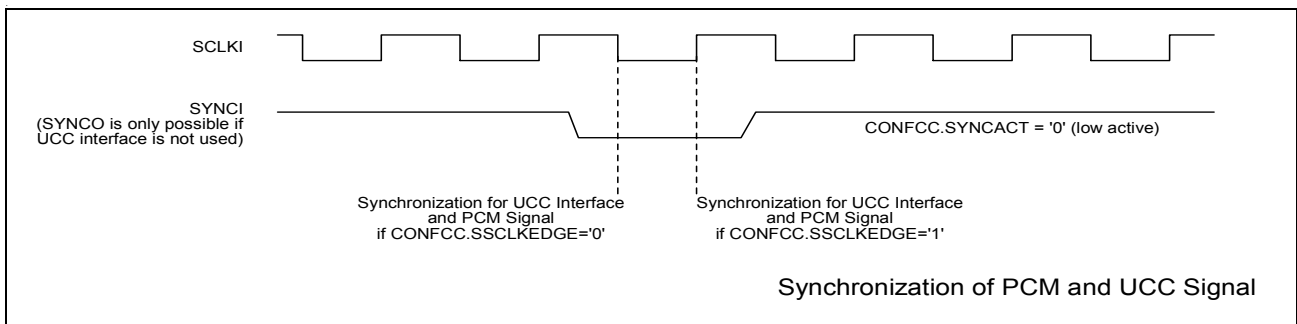 SCLKI
SYNCI
(SYNCO is only possible if
UCC interface is not used)
CONFCC.SYNCACT = '0' (low active)
Synchronization for UCC Interface
and PCM Signal
if CONFCC.SSCLKEDGE='0'
Synchronization for UCC Interface
and PCM Signal
if CONFCC.SSCLKEDGE='1'
Synchronization of PCM and UCC Signal